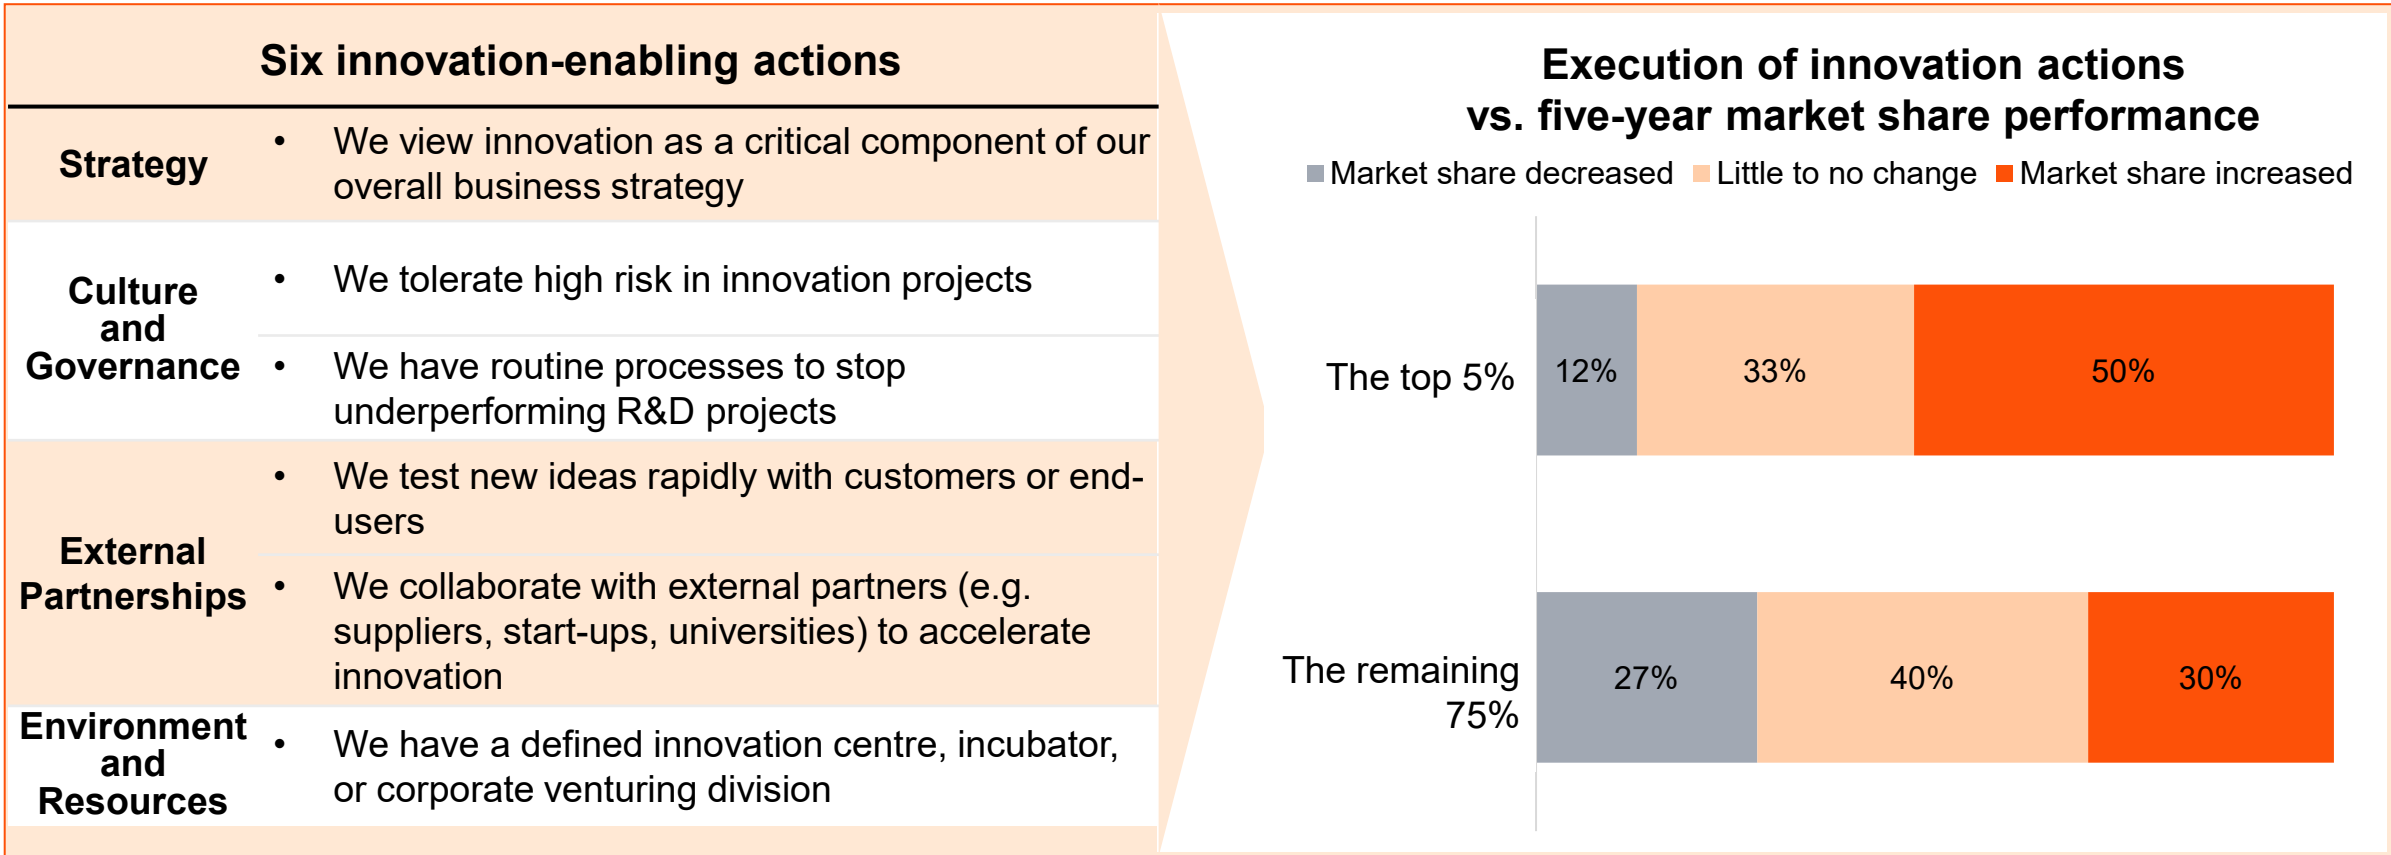 Six innovation-enabling actions
Strategy
• We view innovation as a critical component of our
overall business strategy
Culture
and
Governance
• We tolerate high risk in innovation projects
• We have routine processes to stop
underperforming R&D projects
External
Partnerships
• We test new ideas rapidly with customers or end-
users
• We collaborate with external partners (e.g.
suppliers, start-ups, universities) to accelerate
innovation
Environment
and
Resources
• We have a defined innovation centre, incubator,
or corporate venturing division
Execution of innovation actions
vs. five-year market share performance
Market share decreased Little to no change Market share increased
The top 5% 12% 33% 50%
The remaining
75%
27% 40% 30%